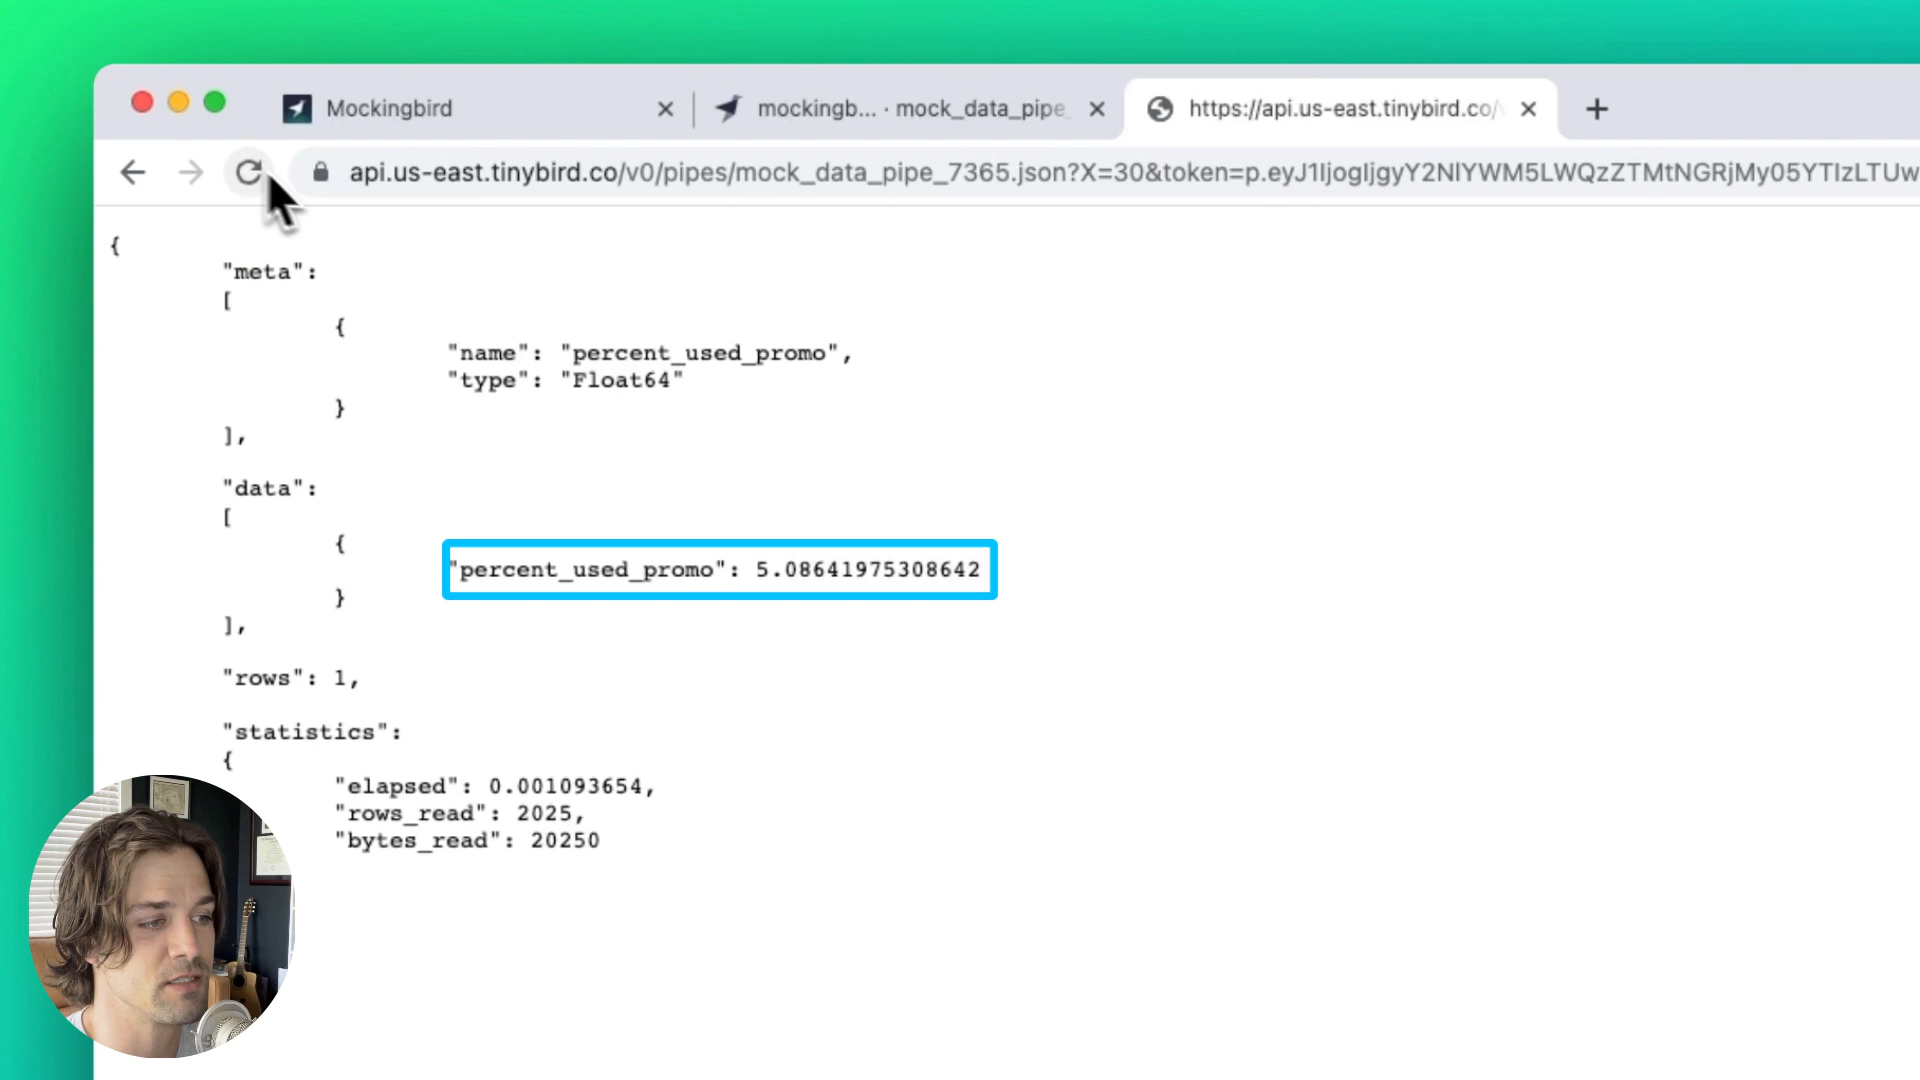 Mockingbird
mockingb... · mock_data_pipe_
https://api.us-east.tinybird.co/
api.us-east.tinybird.co/v0/pipes/mock_data_pipe_7365.json?X=30&token=p.eyJ1IjogIjgyY2NlYWM5LWQzZTMtNGRjMy05YTIzLTUw
{
"meta":
[
{
"name": "percent_used_promo",
"type": "Float64"
}
],
"data":
[
{
"percent_used_promo": 5.08641975308642
}
],
"rows": 1,
"statistics":
{
"elapsed": 0.001093654,
"rows_read": 2025,
"bytes_read": 20250